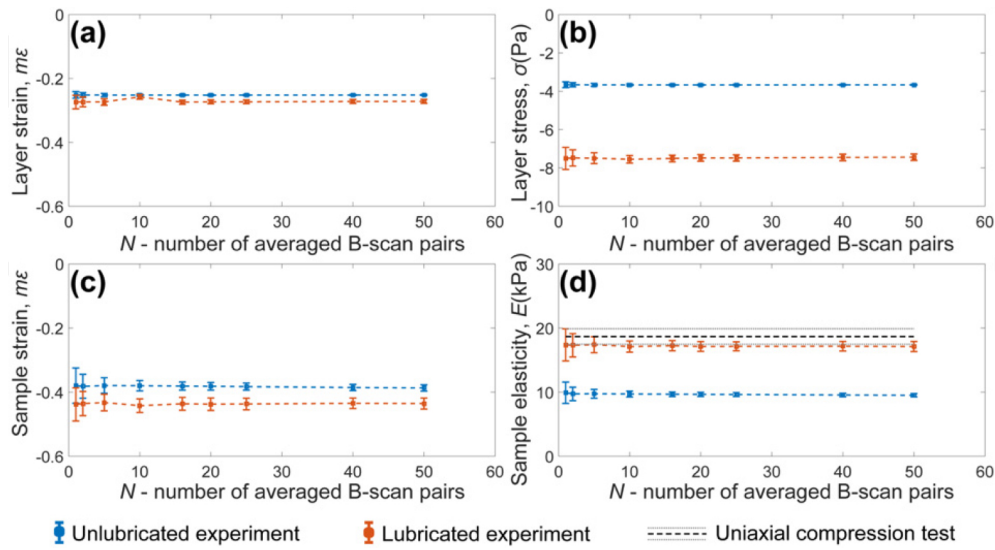 (a)
0
-0.2
-0.4
-0.6
Layer strain, mε
0 10 20 30 40 50 60
N - number of averaged B-scan pairs
(b)
0
-2
-4
-6
-8
-10
Layer stress, σ(Pa)
0 10 20 30 40 50 60
N - number of averaged B-scan pairs
(c)
0
-0.2
-0.4
-0.6
Sample strain, mε
0 10 20 30 40 50 60
N - number of averaged B-scan pairs
(d)
30
20
10
0
Sample elasticity, E(kPa)
0 10 20 30 40 50 60
N - number of averaged B-scan pairs
Unlubricated experiment Lubricated experiment Uniaxial compression test